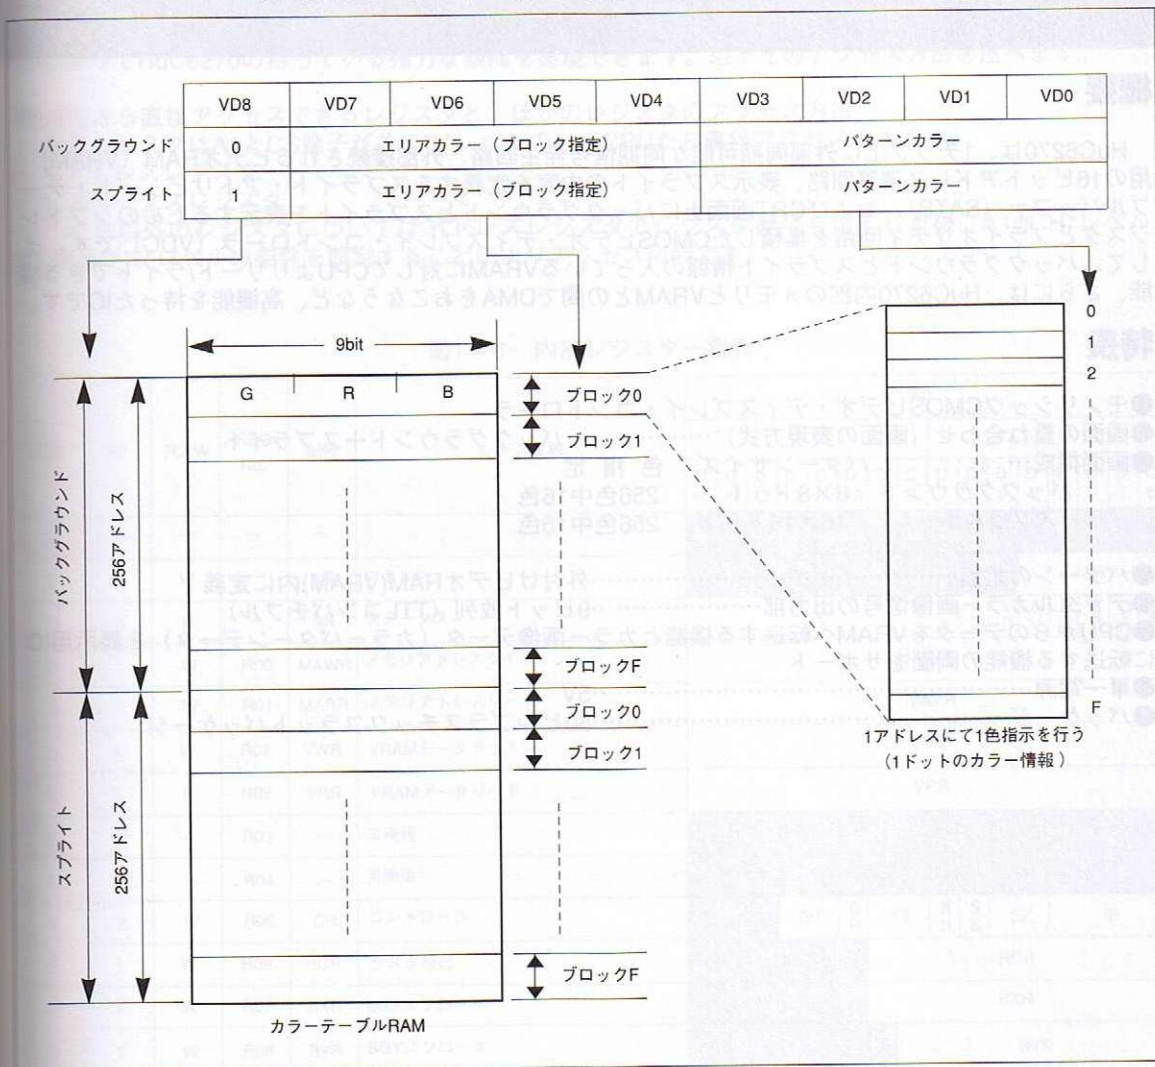 VD8 VD7 VD6 VD5 VD4 VD3 VD2 VD1 VD0
バックグラウンド 0 エリアカラー（ブロック指定） パターンカラー
スプライト 1 エリアカラー（ブロック指定） パターンカラー
9bit
G R B
バックグラウンド
256アドレス
スプライト
256アドレス
ブロック0
ブロック1
ブロックF
ブロック0
ブロック1
ブロックF
カラーテーブルRAM
0
1
2
F
1アドレスにて1色指示を行う
（1ドットのカラー情報）